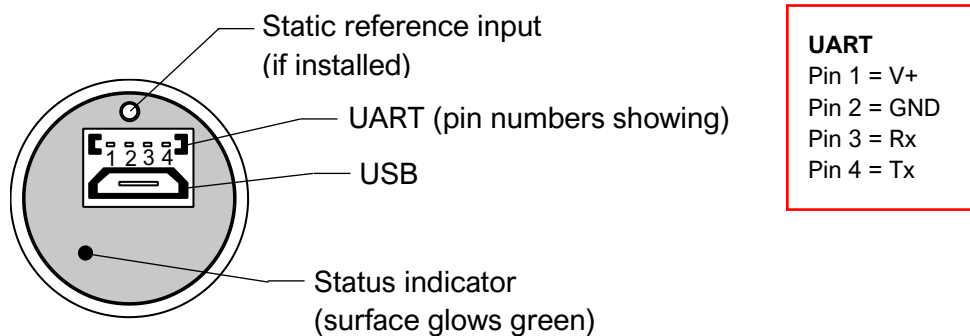 Static reference input
(if installed)
UART (pin numbers showing)
1 2 3 4
USB
Status indicator
(surface glows green)
UART
Pin 1 = V+
Pin 2 = GND
Pin 3 = Rx
Pin 4 = Tx